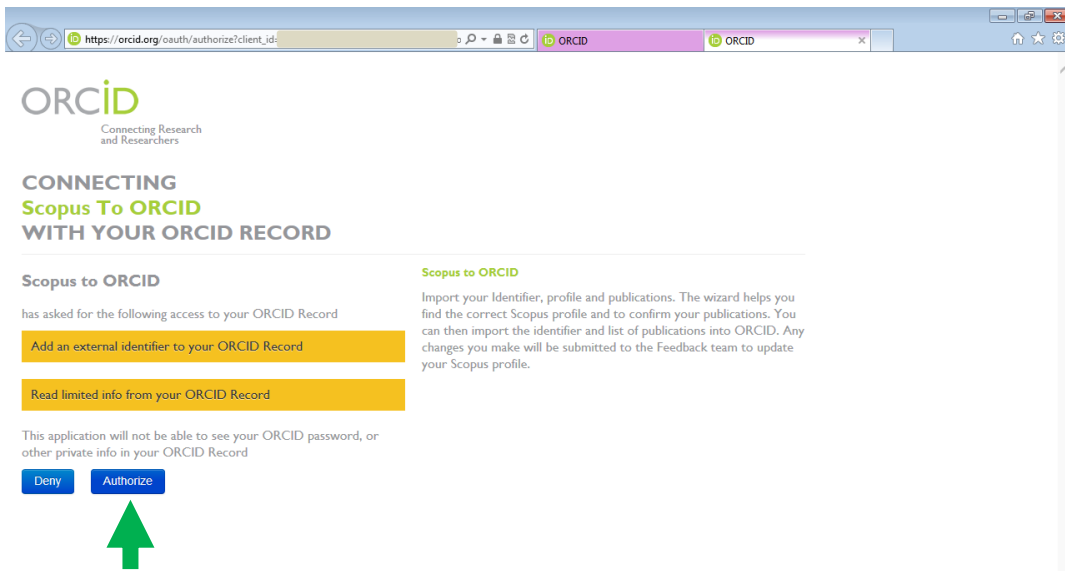 https://orcid.org/oauth/authorize?client_id=
ORCID
ORCID
ORCiD
Connecting Research
and Researchers
CONNECTING
Scopus To ORCID
WITH YOUR ORCID RECORD
Scopus to ORCID
has asked for the following access to your ORCID Record
Add an external identifier to your ORCID Record
Read limited info from your ORCID Record
This application will not be able to see your ORCID password, or
other private info in your ORCID Record
Deny
Authorize
Scopus to ORCID
Import your Identifier, profile and publications. The wizard helps you
find the correct Scopus profile and to confirm your publications. You
can then import the identifier and list of publications into ORCID. Any
changes you make will be submitted to the Feedback team to update
your Scopus profile.